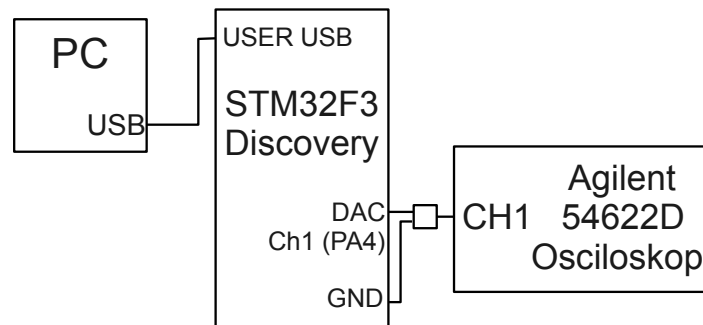 PC
USB
USER USB
STM32F3
Discovery
DAC
Ch1 (PA4)
GND
CH1
Agilent
54622D
Osciloskop